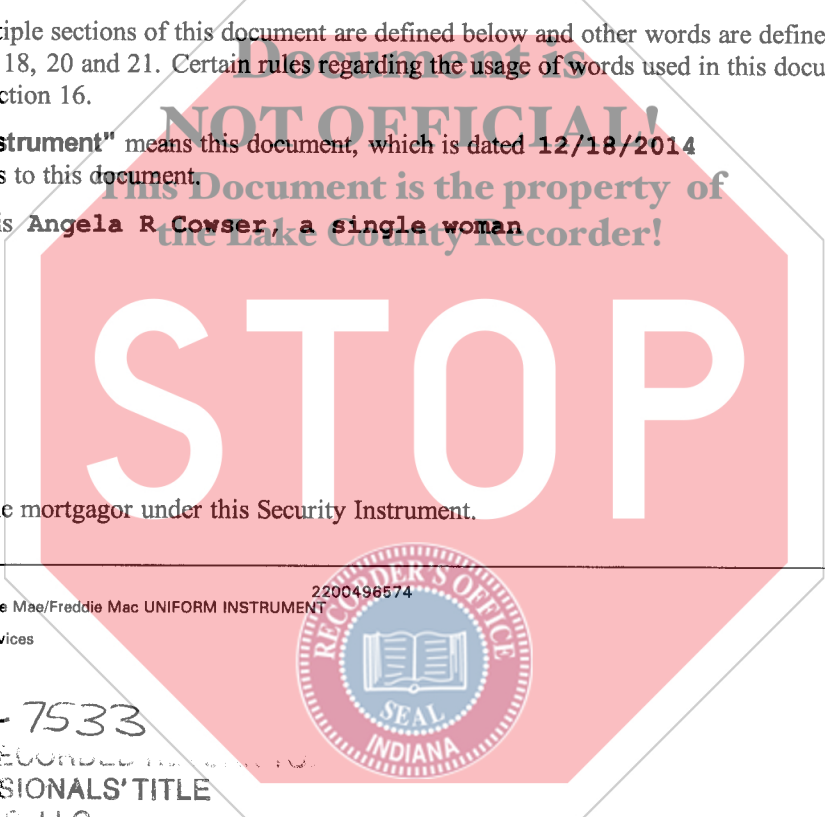 tiple sections of this document are defined below and other words are define
18, 20 and 21. Certain rules regarding the usage of words used in this docu
ction 16.
strument" means this document, which is dated 12/18/2014
s to this document.
is Angela R Cowser, a single woman
Document is
NOT OFFICIAL!
This Document is the property of
the Lake County Recorder!
STOP
e mortgagor under this Security Instrument.
2200496574
e Mae/Freddie Mac UNIFORM INSTRUMENT
vices
RECORDER'S OFFICE
SEAL
INDIANA
- 7533
SIONALS' TITLE